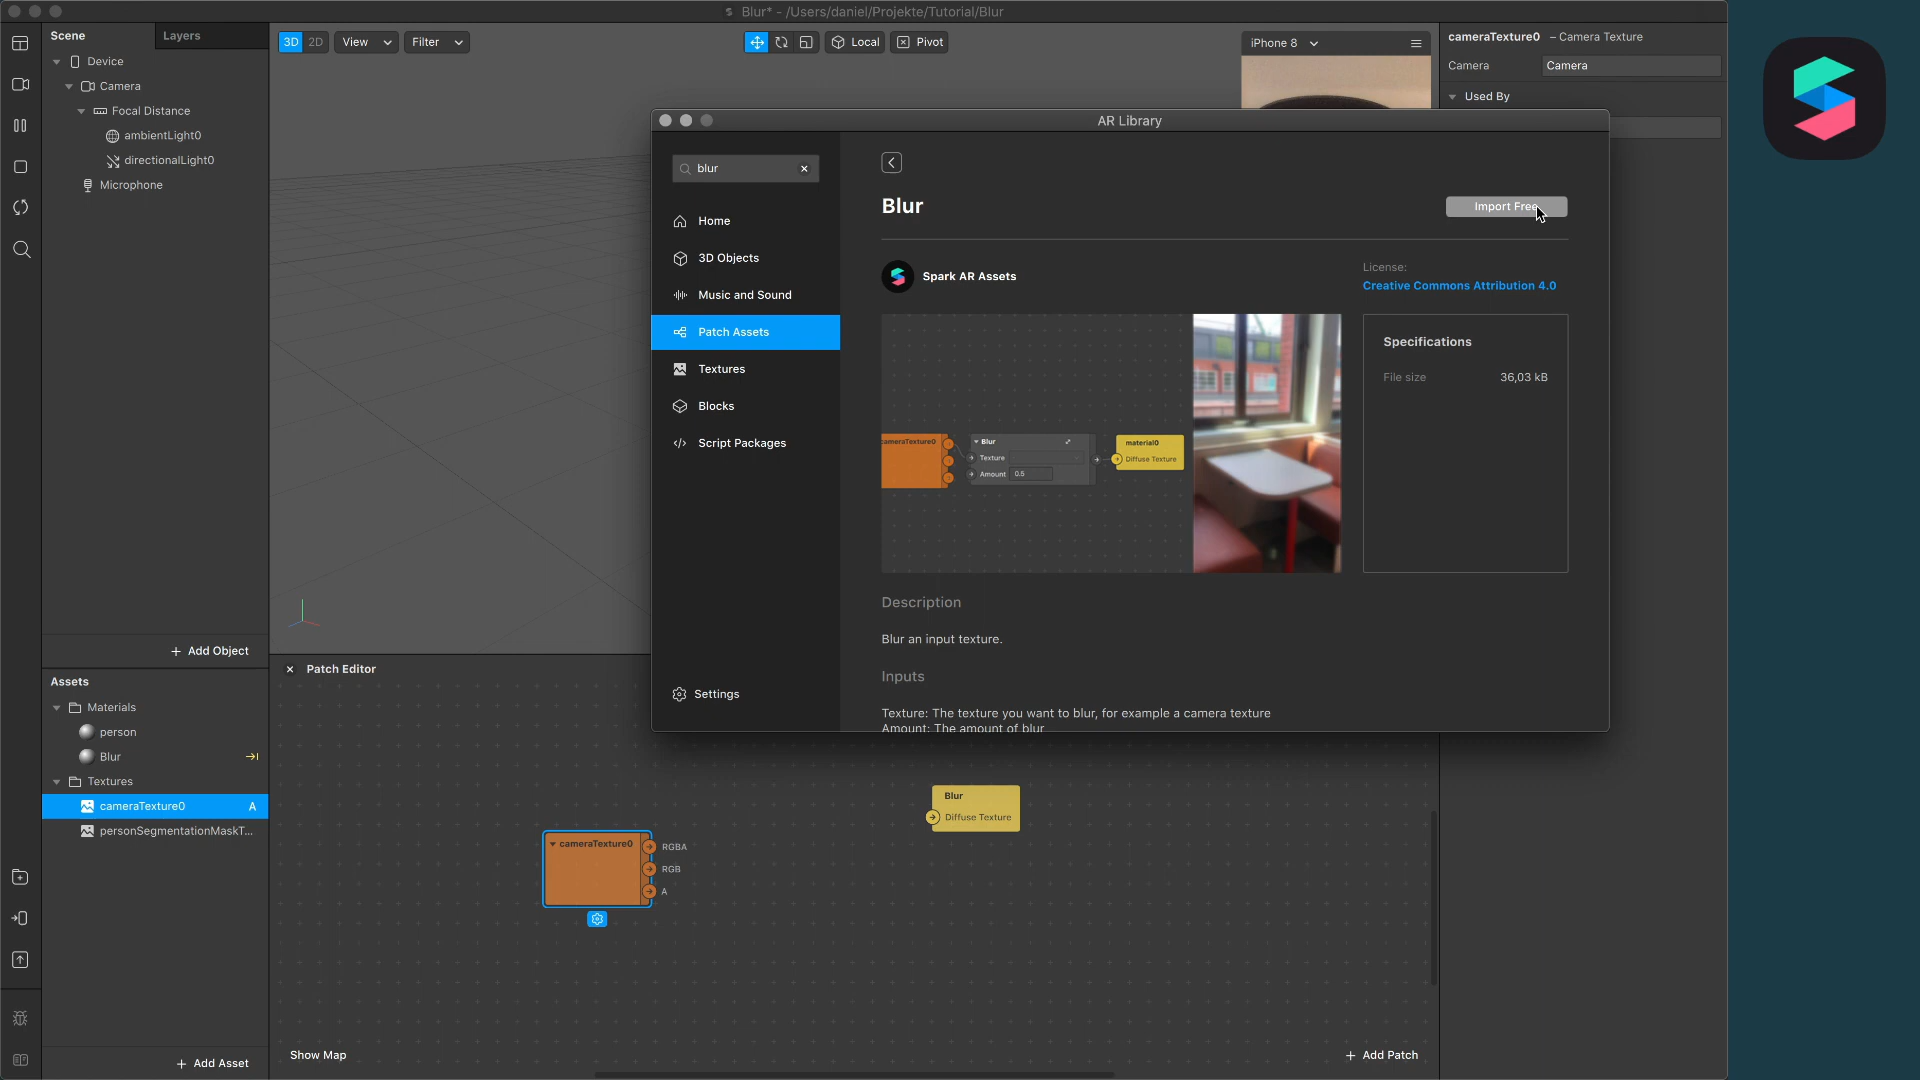 Blur* - /Users/daniel/Projekte/Tutorial/Blur
Scene
Layers
Device
Camera
Focal Distance
ambientLight0
directionalLight0
Microphone
+ Add Object
3D
2D
View
Filter
Local
Pivot
iPhone 8
cameraTexture0 – Camera Texture
Camera
Camera
Used By
AR Library
blur
Home
3D Objects
Music and Sound
Patch Assets
Textures
Blocks
Script Packages
Settings
Blur
Import Free
Spark AR Assets
License:
Creative Commons Attribution 4.0
cameraTexture0
Blur
Texture
Amount 0.5
material0
Diffuse Texture
Specifications
File size 36,03 kB
Description
Blur an input texture.
Inputs
Texture: The texture you want to blur, for example a camera texture
Amount: The amount of blur
Assets
Materials
person
Blur
Textures
cameraTexture0 A
personSegmentationMaskT...
+ Add Asset
Patch Editor
cameraTexture0
RGBA
RGB
A
Blur
Diffuse Texture
Show Map
+ Add Patch